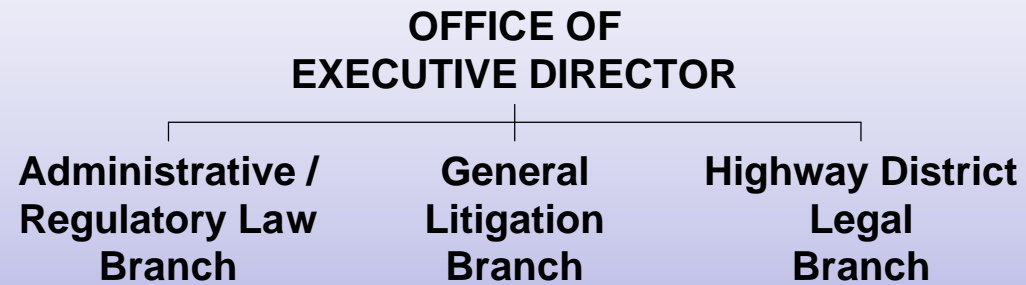 OFFICE OF
EXECUTIVE DIRECTOR
Administrative /
Regulatory Law
Branch
General
Litigation
Branch
Highway District
Legal
Branch